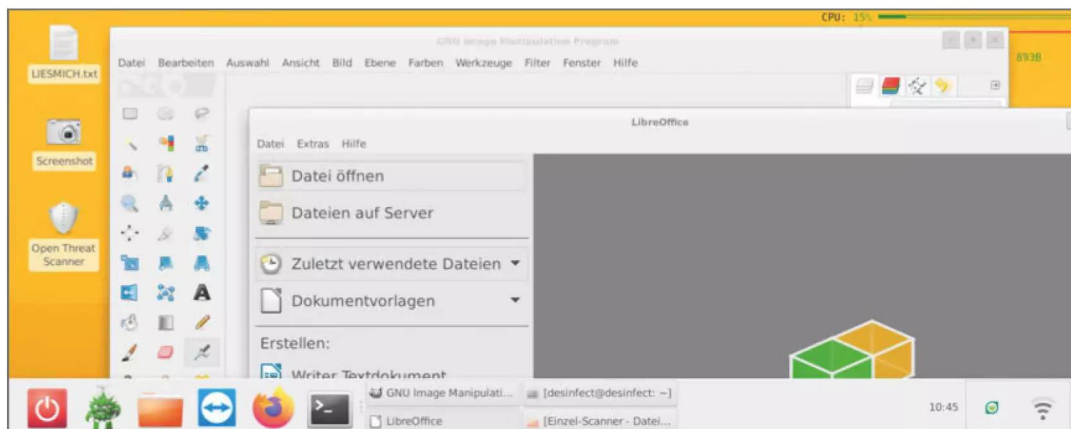 CPU: 15%
GNU Image Manipulation Program
LIESMICH.txt
Datei Bearbeiten Auswahl Ansicht Bild Ebene Farben Werkzeuge Filter Fenster Hilfe
Screenshot
Open Threat
Scanner
LibreOffice
Datei Extras Hilfe
Datei öffnen
Dateien auf Server
Zuletzt verwendete Dateien
Dokumentvorlagen
Erstellen:
Writer Textdokument
GNU Image Manipulati...
[desinfect@desinfect: ~]
LibreOffice
[Einzel-Scanner - Datei...
10:45